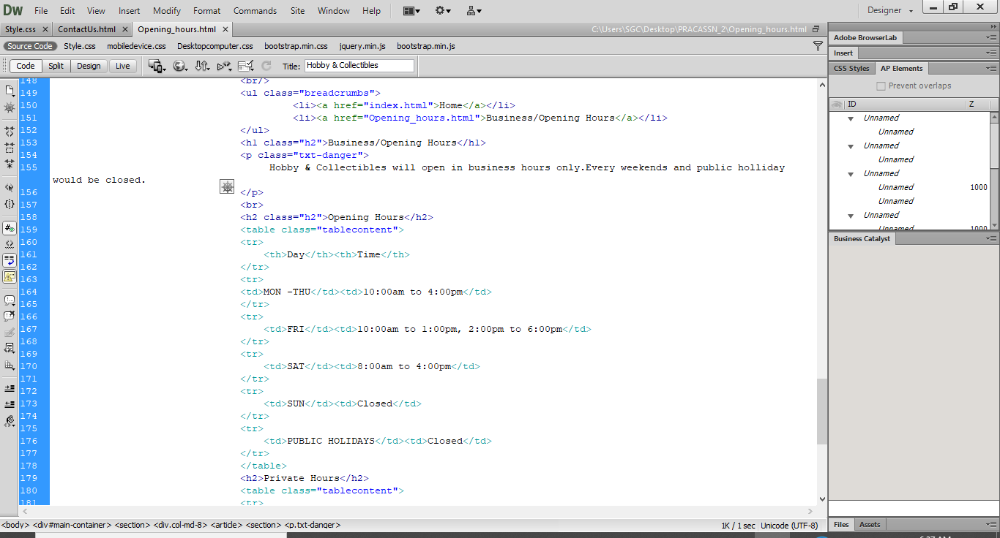 Dw File Edit View Insert Modify Format Commands Site Window Help Designer
Style.css ContactUs.html Opening_hours.html C:\Users\SGC\Desktop\PRACASSN_2\Opening_hours.html
Source Code Style.css mobiledevice.css Desktopcomputer.css bootstrap.min.css jquery.min.js bootstrap.min.js
Code Split Design Live Title: Hobby & Collectibles
148 <br/>
149 <ul class="breadcrumbs">
150 <li><a href="index.html">Home</a></li>
151 <li><a href="Opening_hours.html">Business/Opening Hours</a></li>
152 </ul>
153 <h1 class="h2">Business/Opening Hours</h1>
154 <p class="txt-danger">
155 Hobby & Collectibles will open in business hours only.Every weekends and public holliday
would be closed.
156 </p>
157 <br>
158 <h2 class="h2">Opening Hours</h2>
159 <table class="tablecontent">
160 <tr>
161 <th>Day</th><th>Time</th>
162 </tr>
163 <tr>
164 <td>MON -THU</td><td>10:00am to 4:00pm</td>
165 </tr>
166 <tr>
167 <td>FRI</td><td>10:00am to 1:00pm, 2:00pm to 6:00pm</td>
168 </tr>
169 <tr>
170 <td>SAT</td><td>8:00am to 4:00pm</td>
171 </tr>
172 <tr>
173 <td>SUN</td><td>Closed</td>
174 </tr>
175 <tr>
176 <td>PUBLIC HOLIDAYS</td><td>Closed</td>
177 </tr>
178 </table>
179 <h2>Private Hours</h2>
180 <table class="tablecontent">
181 <tr>
<body> <div#main-container> <section> <div.col-md-8> <article> <section> <p.txt-danger> 1K / 1 sec Unicode (UTF-8)
Adobe BrowserLab
Insert
CSS Styles AP Elements
Prevent overlaps
ID Z
Unnamed
Unnamed
Unnamed
Unnamed
Unnamed
Unnamed 1000
Unnamed
Unnamed
Unnamed 1000
Business Catalyst
Files Assets